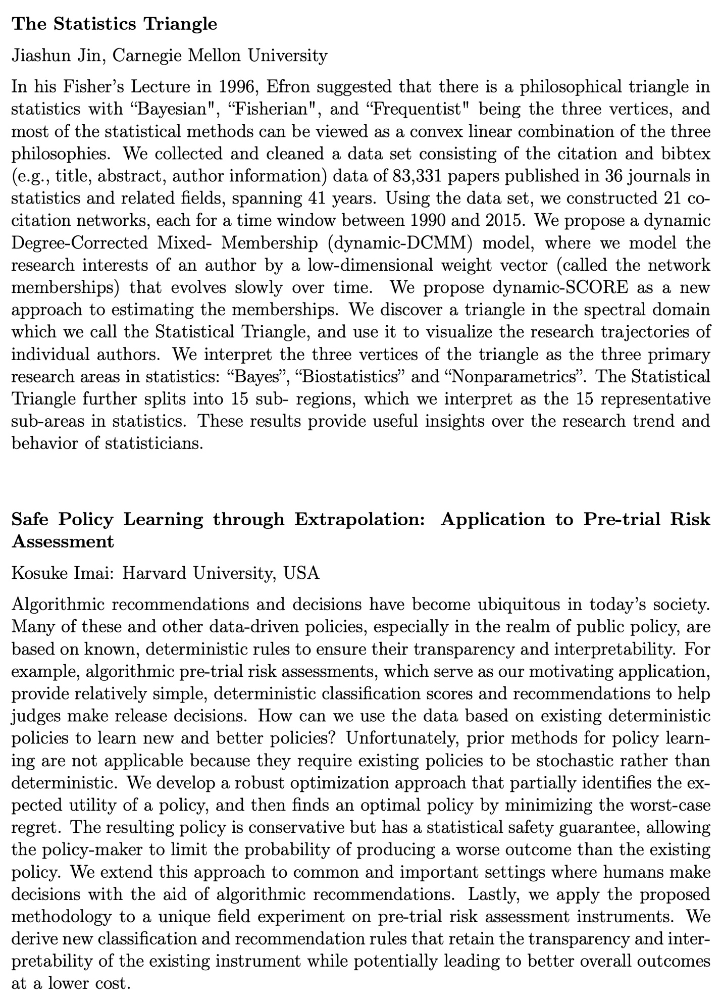 The Statistics Triangle
Jiashun Jin, Carnegie Mellon University
In his Fisher's Lecture in 1996, Efron suggested that there is a philosophical triangle in
statistics with “Bayesian", “Fisherian", and “Frequentist" being the three vertices, and
most of the statistical methods can be viewed as a convex linear combination of the three
philosophies. We collected and cleaned a data set consisting of the citation and bibtex
(e.g., title, abstract, author information) data of 83,331 papers published in 36 journals in
statistics and related fields, spanning 41 years. Using the data set, we constructed 21 co-
citation networks, each for a time window between 1990 and 2015. We propose a dynamic
Degree-Corrected Mixed- Membership (dynamic-DCMM) model, where we model the
research interests of an author by a low-dimensional weight vector (called the network
memberships) that evolves slowly over time. We propose dynamic-SCORE as a new
approach to estimating the memberships. We discover a triangle in the spectral domain
which we call the Statistical Triangle, and use it to visualize the research trajectories of
individual authors. We interpret the three vertices of the triangle as the three primary
research areas in statistics: “Bayes”, “Biostatistics” and “Nonparametrics”. The Statistical
Triangle further splits into 15 sub- regions, which we interpret as the 15 representative
sub-areas in statistics. These results provide useful insights over the research trend and
behavior of statisticians.
Safe Policy Learning through Extrapolation: Application to Pre-trial Risk
Assessment
Kosuke Imai: Harvard University, USA
Algorithmic recommendations and decisions have become ubiquitous in today's society.
Many of these and other data-driven policies, especially in the realm of public policy, are
based on known, deterministic rules to ensure their transparency and interpretability. For
example, algorithmic pre-trial risk assessments, which serve as our motivating application,
provide relatively simple, deterministic classification scores and recommendations to help
judges make release decisions. How can we use the data based on existing deterministic
policies to learn new and better policies? Unfortunately, prior methods for policy learn-
ing are not applicable because they require existing policies to be stochastic rather than
deterministic. We develop a robust optimization approach that partially identifies the ex-
pected utility of a policy, and then finds an optimal policy by minimizing the worst-case
regret. The resulting policy is conservative but has a statistical safety guarantee, allowing
the policy-maker to limit the probability of producing a worse outcome than the existing
policy. We extend this approach to common and important settings where humans make
decisions with the aid of algorithmic recommendations. Lastly, we apply the proposed
methodology to a unique field experiment on pre-trial risk assessment instruments. We
derive new classification and recommendation rules that retain the transparency and inter-
pretability of the existing instrument while potentially leading to better overall outcomes
at a lower cost.